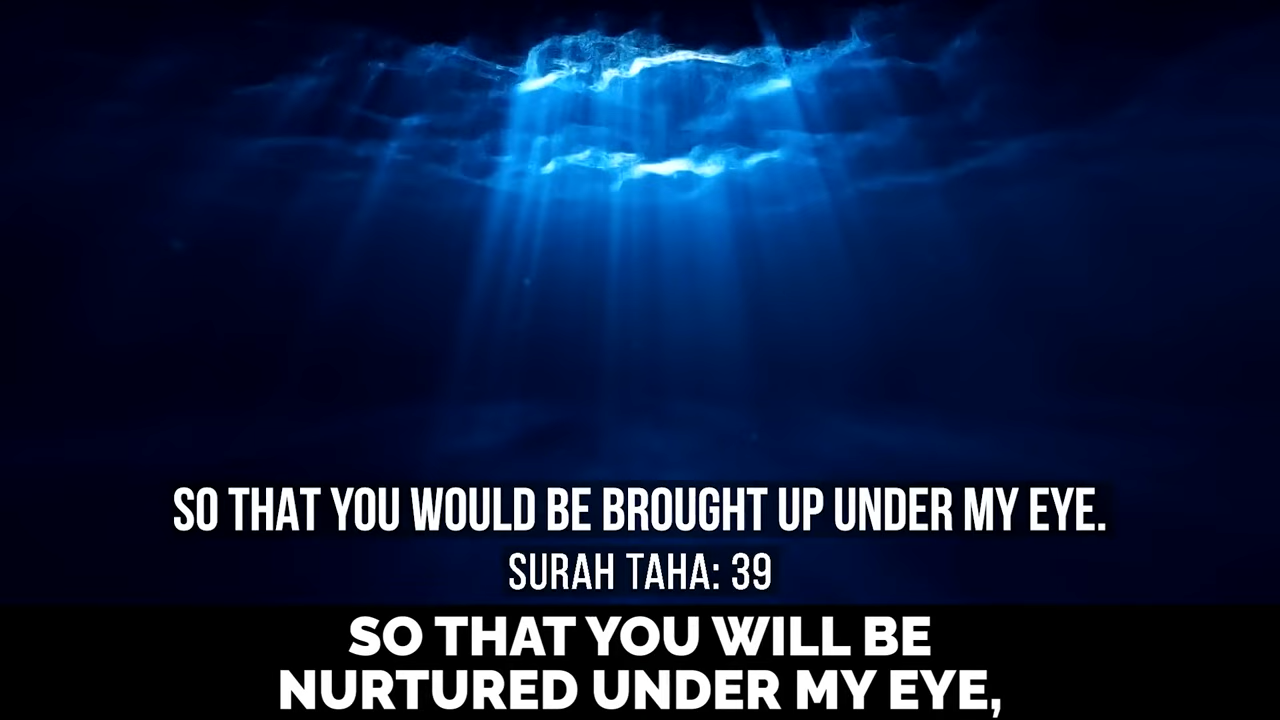 SO THAT YOU WOULD BE BROUGHT UP UNDER MY EYE.
SURAH TAHA: 39
SO THAT YOU WILL BE
NURTURED UNDER MY EYE,